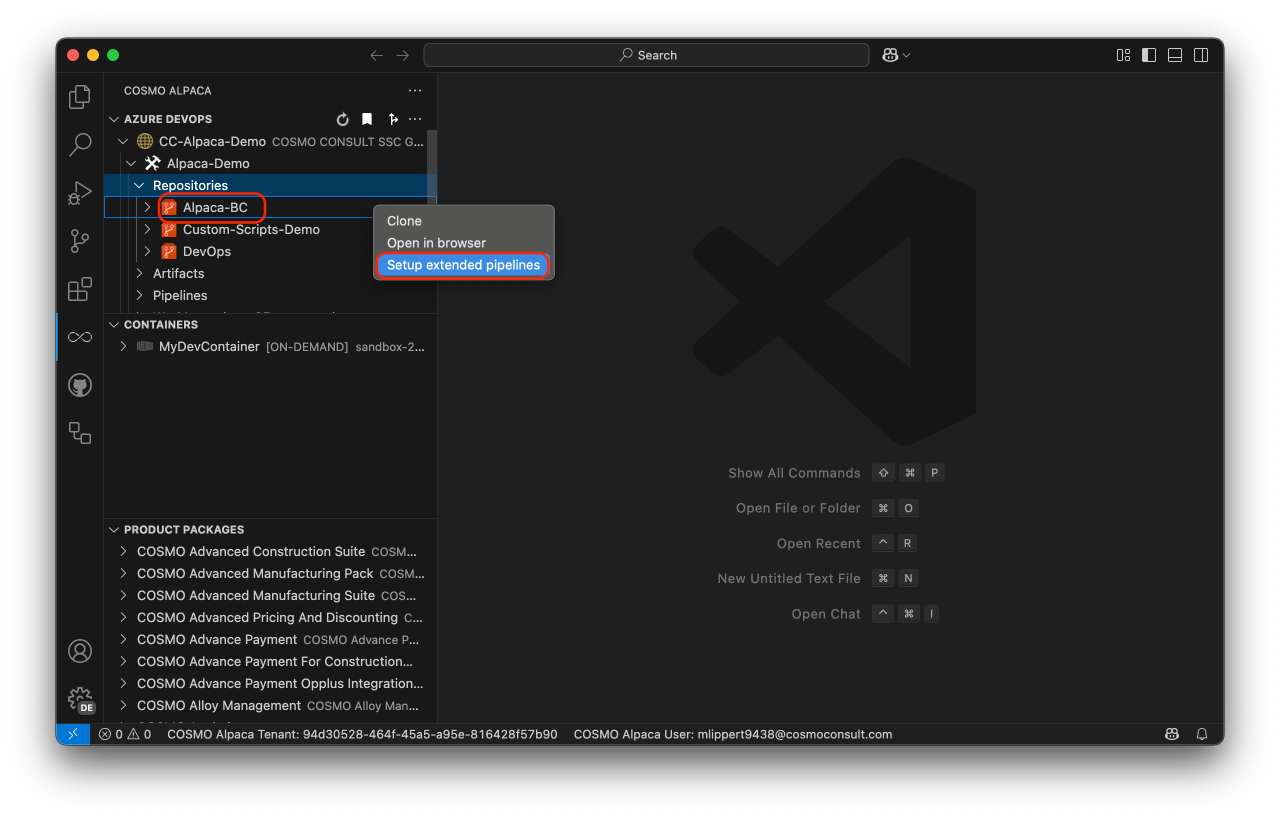 Search
COSMO ALPACA
AZURE DEVOPS
CC-Alpaca-Demo COSMO CONSULT SSC G...
Alpaca-Demo
Repositories
Alpaca-BC
Custom-Scripts-Demo
DevOps
Artifacts
Pipelines
Clone
Open in browser
Setup extended pipelines
CONTAINERS
MyDevContainer [ON-DEMAND] sandbox-2...
PRODUCT PACKAGES
COSMO Advanced Construction Suite COSM...
COSMO Advanced Manufacturing Pack COSM...
COSMO Advanced Manufacturing Suite COS...
COSMO Advanced Pricing And Discounting C...
COSMO Advance Payment COSMO Advance P...
COSMO Advance Payment For Construction...
COSMO Advance Payment Opplus Integration...
COSMO Alloy Management COSMO Alloy Man...
Show All Commands ⇧ ⌘ P
Open File or Folder ⌘ O
Open Recent ^ R
New Untitled Text File ⌘ N
Open Chat ^ ⌘ I
DE
0 0 COSMO Alpaca Tenant: 94d30528-464f-45a5-a95e-816428f57b90 COSMO Alpaca User: mlippert9438@cosmoconsult.com